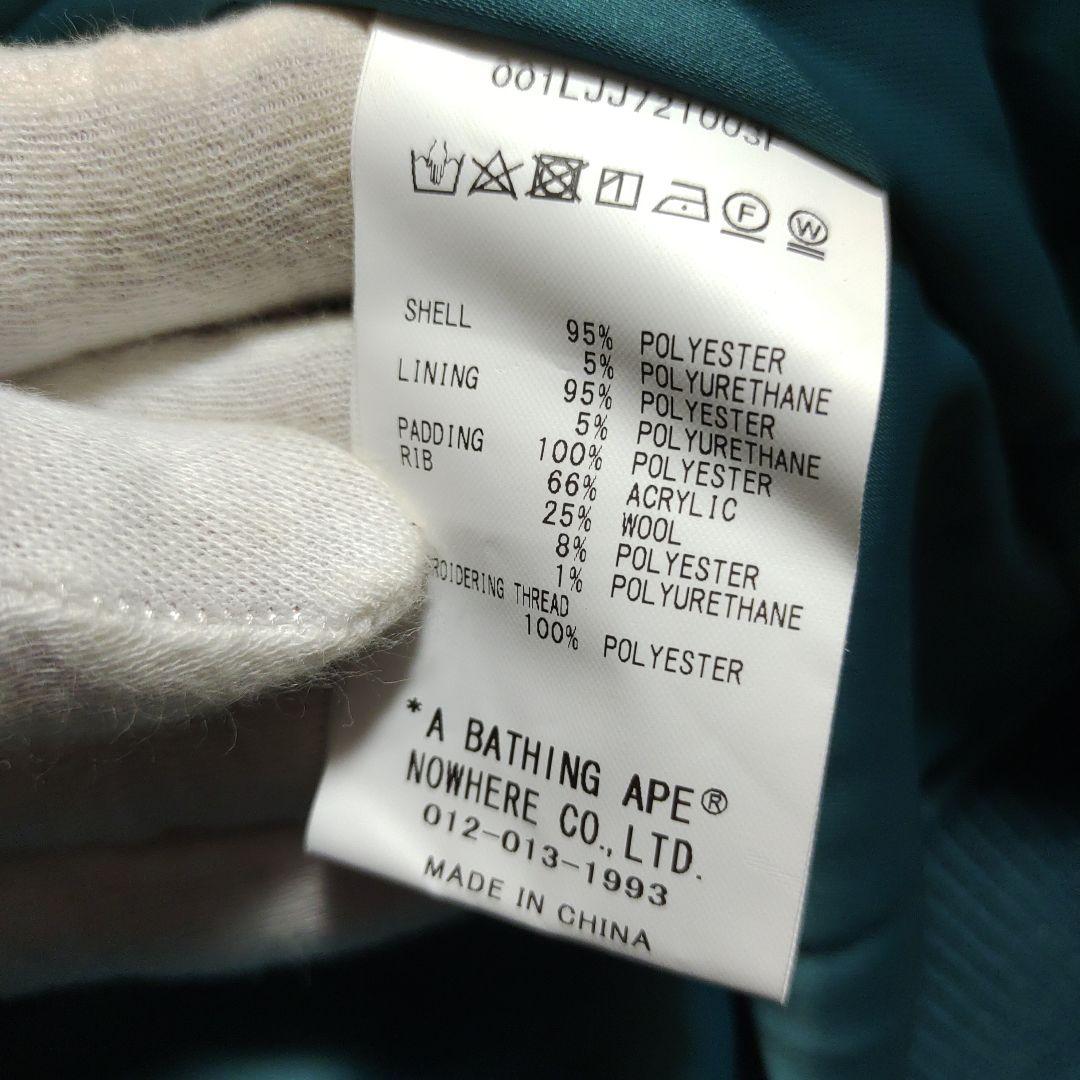 F
W
SHELL 95% POLYESTER
5% POLYURETHANE
LINING 95% POLYESTER
5% POLYURETHANE
PADDING 100% POLYESTER
RIB 66% ACRYLIC
25% WOOL
8% POLYESTER
1% POLYURETHANE
THREAD
100% POLYESTER
*A BATHING APE®
NOWHERE CO., LTD.
012-013-1993
MADE IN CHINA